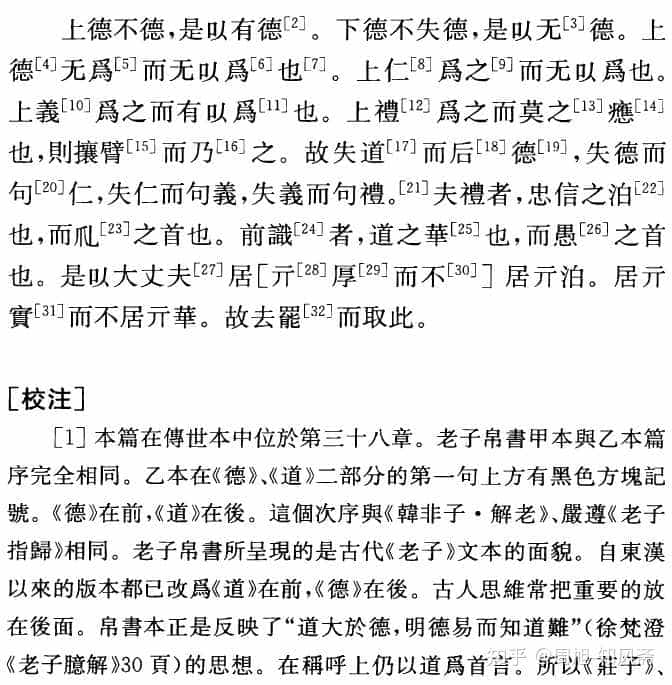 上德不德,是㠯有德[2]。下德不失德,是㠯无[3]德。上
德[4]无爲[5]而无㠯爲[6]也[7]。上仁[8]爲之[9]而无㠯爲也。
上義[10]爲之而有㠯爲[11]也。上禮[12]爲之而莫之[13]應[14]
也,則攘臂[15]而乃[16]之。故失道[17]而后[18]德[19],失德而
句[20]仁,失仁而句義,失義而句禮。[21]夫禮者,忠信之泊[22]
也,而乿[23]之首也。前識[24]者,道之華[25]也,而愚[26]之首
也。是㠯大丈夫[27]居[亓[28]厚[29]而不[30]]居亓泊。居亓
實[31]而不居亓華。故去罷[32]而取此。
[校注]
[1]本篇在傳世本中位於第三十八章。老子帛書甲本與乙本篇
序完全相同。乙本在《德》、《道》二部分的第一句上方有黑色方塊記
號。《德》在前,《道》在後。這個次序與《韓非子·解老》、嚴遵《老子
指歸》相同。老子帛書所呈現的是古代《老子》文本的面貌。自東漢
以來的版本都已改爲《道》在前,《德》在後。古人思維常把重要的放
在後面。帛書本正是反映了“道大於德,明德易而知道難”(徐梵澄
《老子臆解》30頁)的思想。在稱呼上仍以道爲首言。所以《莊子》、
知乎